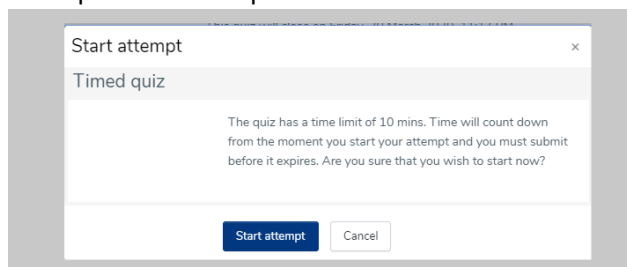 Start attempt ×
Timed quiz
The quiz has a time limit of 10 mins. Time will count down
from the moment you start your attempt and you must submit
before it expires. Are you sure that you wish to start now?
Start attempt Cancel